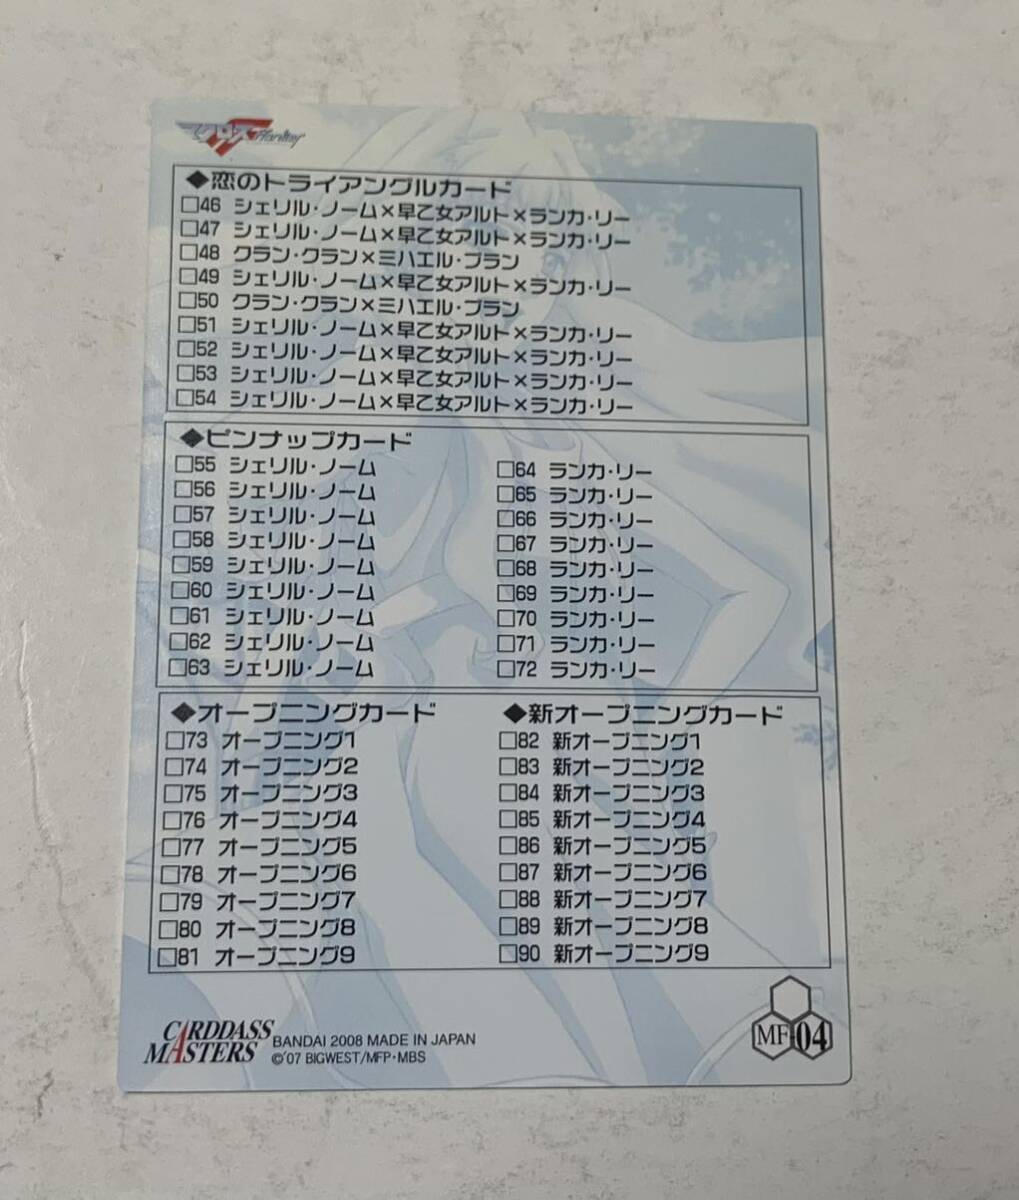 ◆恋のトライアングルカード
□46 シェリル・ノーム×早乙女アルト×ランカ・リー
□47 シェリル・ノーム×早乙女アルト×ランカ・リー
□48 クラン・クラン×ミハエル・ブラン
□49 シェリル・ノーム×早乙女アルト×ランカ・リー
□50 クラン・クラン×ミハエル・ブラン
□51 シェリル・ノーム×早乙女アルト×ランカ・リー
□52 シェリル・ノーム×早乙女アルト×ランカ・リー
□53 シェリル・ノーム×早乙女アルト×ランカ・リー
□54 シェリル・ノーム×早乙女アルト×ランカ・リー
◆ピンナップカード
□55 シェリル・ノーム
□56 シェリル・ノーム
□57 シェリル・ノーム
□58 シェリル・ノーム
□59 シェリル・ノーム
□60 シェリル・ノーム
□61 シェリル・ノーム
□62 シェリル・ノーム
□63 シェリル・ノーム
□64 ランカ・リー
□65 ランカ・リー
□66 ランカ・リー
□67 ランカ・リー
□68 ランカ・リー
□69 ランカ・リー
□70 ランカ・リー
□71 ランカ・リー
□72 ランカ・リー
◆オープニングカード
□73 オープニング1
□74 オープニング2
□75 オープニング3
□76 オープニング4
□77 オープニング5
□78 オープニング6
□79 オープニング7
□80 オープニング8
□81 オープニング9
◆新オープニングカード
□82 新オープニング1
□83 新オープニング2
□84 新オープニング3
□85 新オープニング4
□86 新オープニング5
□87 新オープニング6
□88 新オープニング7
□89 新オープニング8
□90 新オープニング9
CARDDASS
MASTERS
BANDAI 2008 MADE IN JAPAN
©'07 BIGWEST/MFP・MBS
MF-04